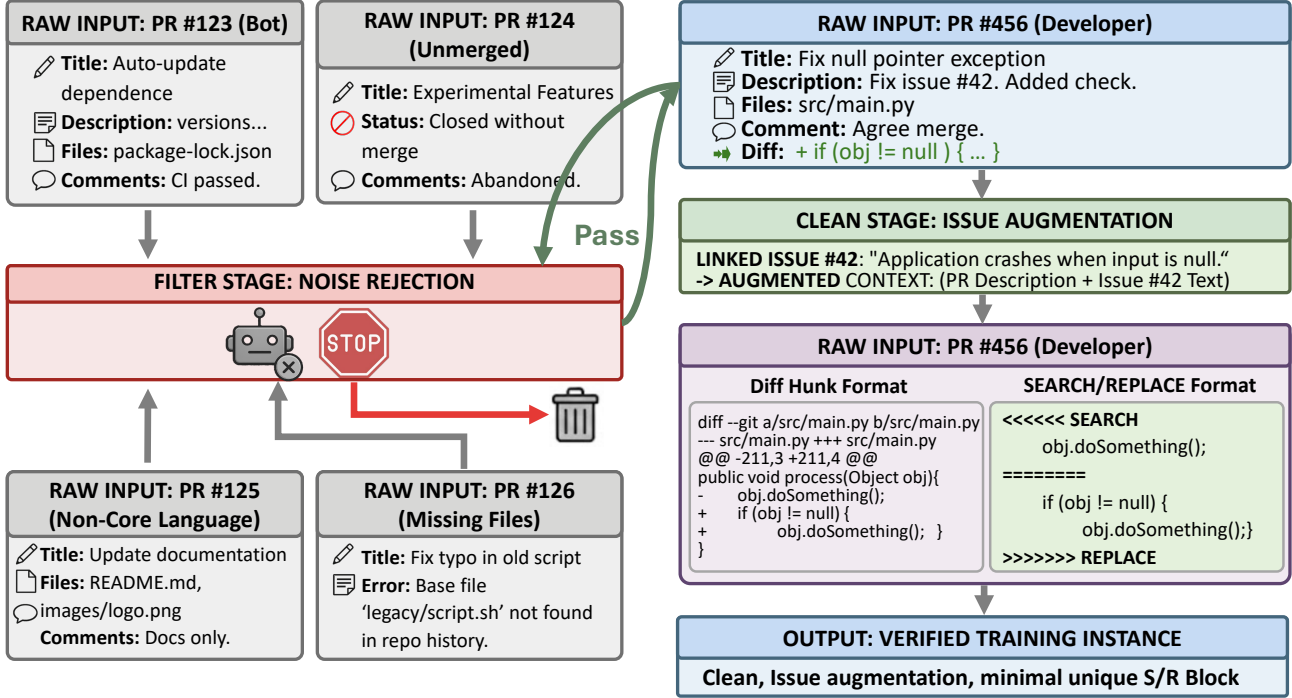 RAW INPUT: PR #123 (Bot)
Title: Auto-update
dependence
Description: versions...
Files: package-lock.json
Comments: CI passed.
RAW INPUT: PR #124
(Unmerged)
Title: Experimental Features
Status: Closed without
merge
Comments: Abandoned.
Pass
FILTER STAGE: NOISE REJECTION
STOP
RAW INPUT: PR #125
(Non-Core Language)
Title: Update documentation
Files: README.md,
images/logo.png
Comments: Docs only.
RAW INPUT: PR #126
(Missing Files)
Title: Fix typo in old script
Error: Base file
‘legacy/script.sh’ not found
in repo history.
RAW INPUT: PR #456 (Developer)
Title: Fix null pointer exception
Description: Fix issue #42. Added check.
Files: src/main.py
Comment: Agree merge.
Diff: + if (obj != null ) { ... }
CLEAN STAGE: ISSUE AUGMENTATION
LINKED ISSUE #42: "Application crashes when input is null.“
-> AUGMENTED CONTEXT: (PR Description + Issue #42 Text)
RAW INPUT: PR #456 (Developer)
Diff Hunk Format
diff --git a/src/main.py b/src/main.py
--- src/main.py +++ src/main.py
@@ -211,3 +211,4 @@
public void process(Object obj){
- obj.doSomething();
+ if (obj != null) {
+ obj.doSomething(); }
}
SEARCH/REPLACE Format
<<<<<< SEARCH
obj.doSomething();
========
if (obj != null) {
obj.doSomething();}
>>>>>>> REPLACE
OUTPUT: VERIFIED TRAINING INSTANCE
Clean, Issue augmentation, minimal unique S/R Block